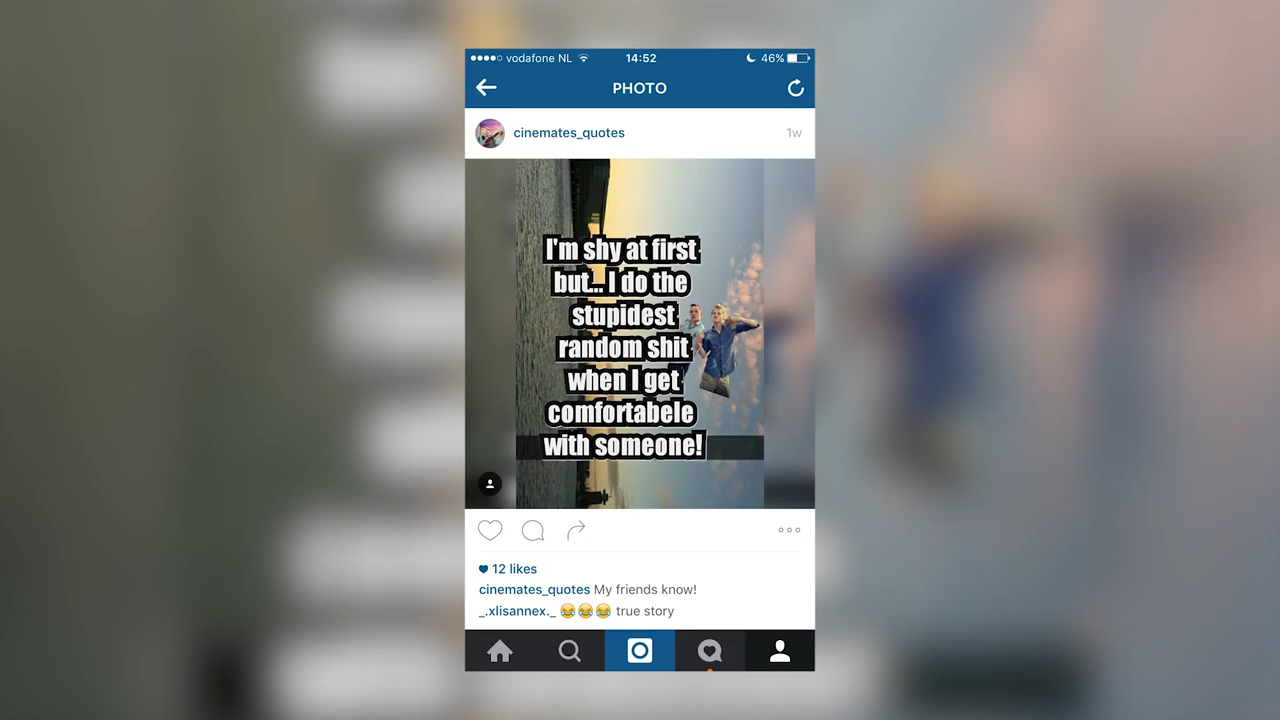 vodafone NL 14:52 46%
PHOTO
cinemates_quotes 1w
I'm shy at first
but... I do the
stupidest
random shit
when I get
comfortabele
with someone!
12 likes
cinemates_quotes My friends know!
_.xlisannex._ 😂😂😂 true story